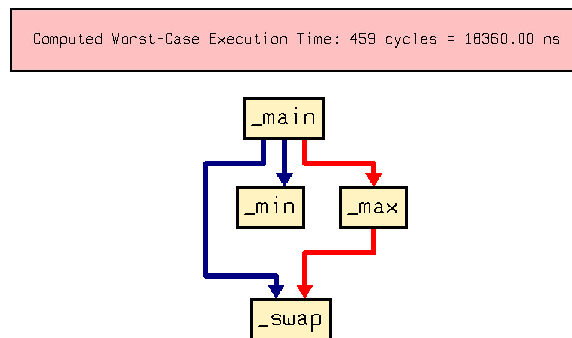 Computed Worst-Case Execution Time: 459 cycles = 18360.00 ns
_main
_min
_max
_swap